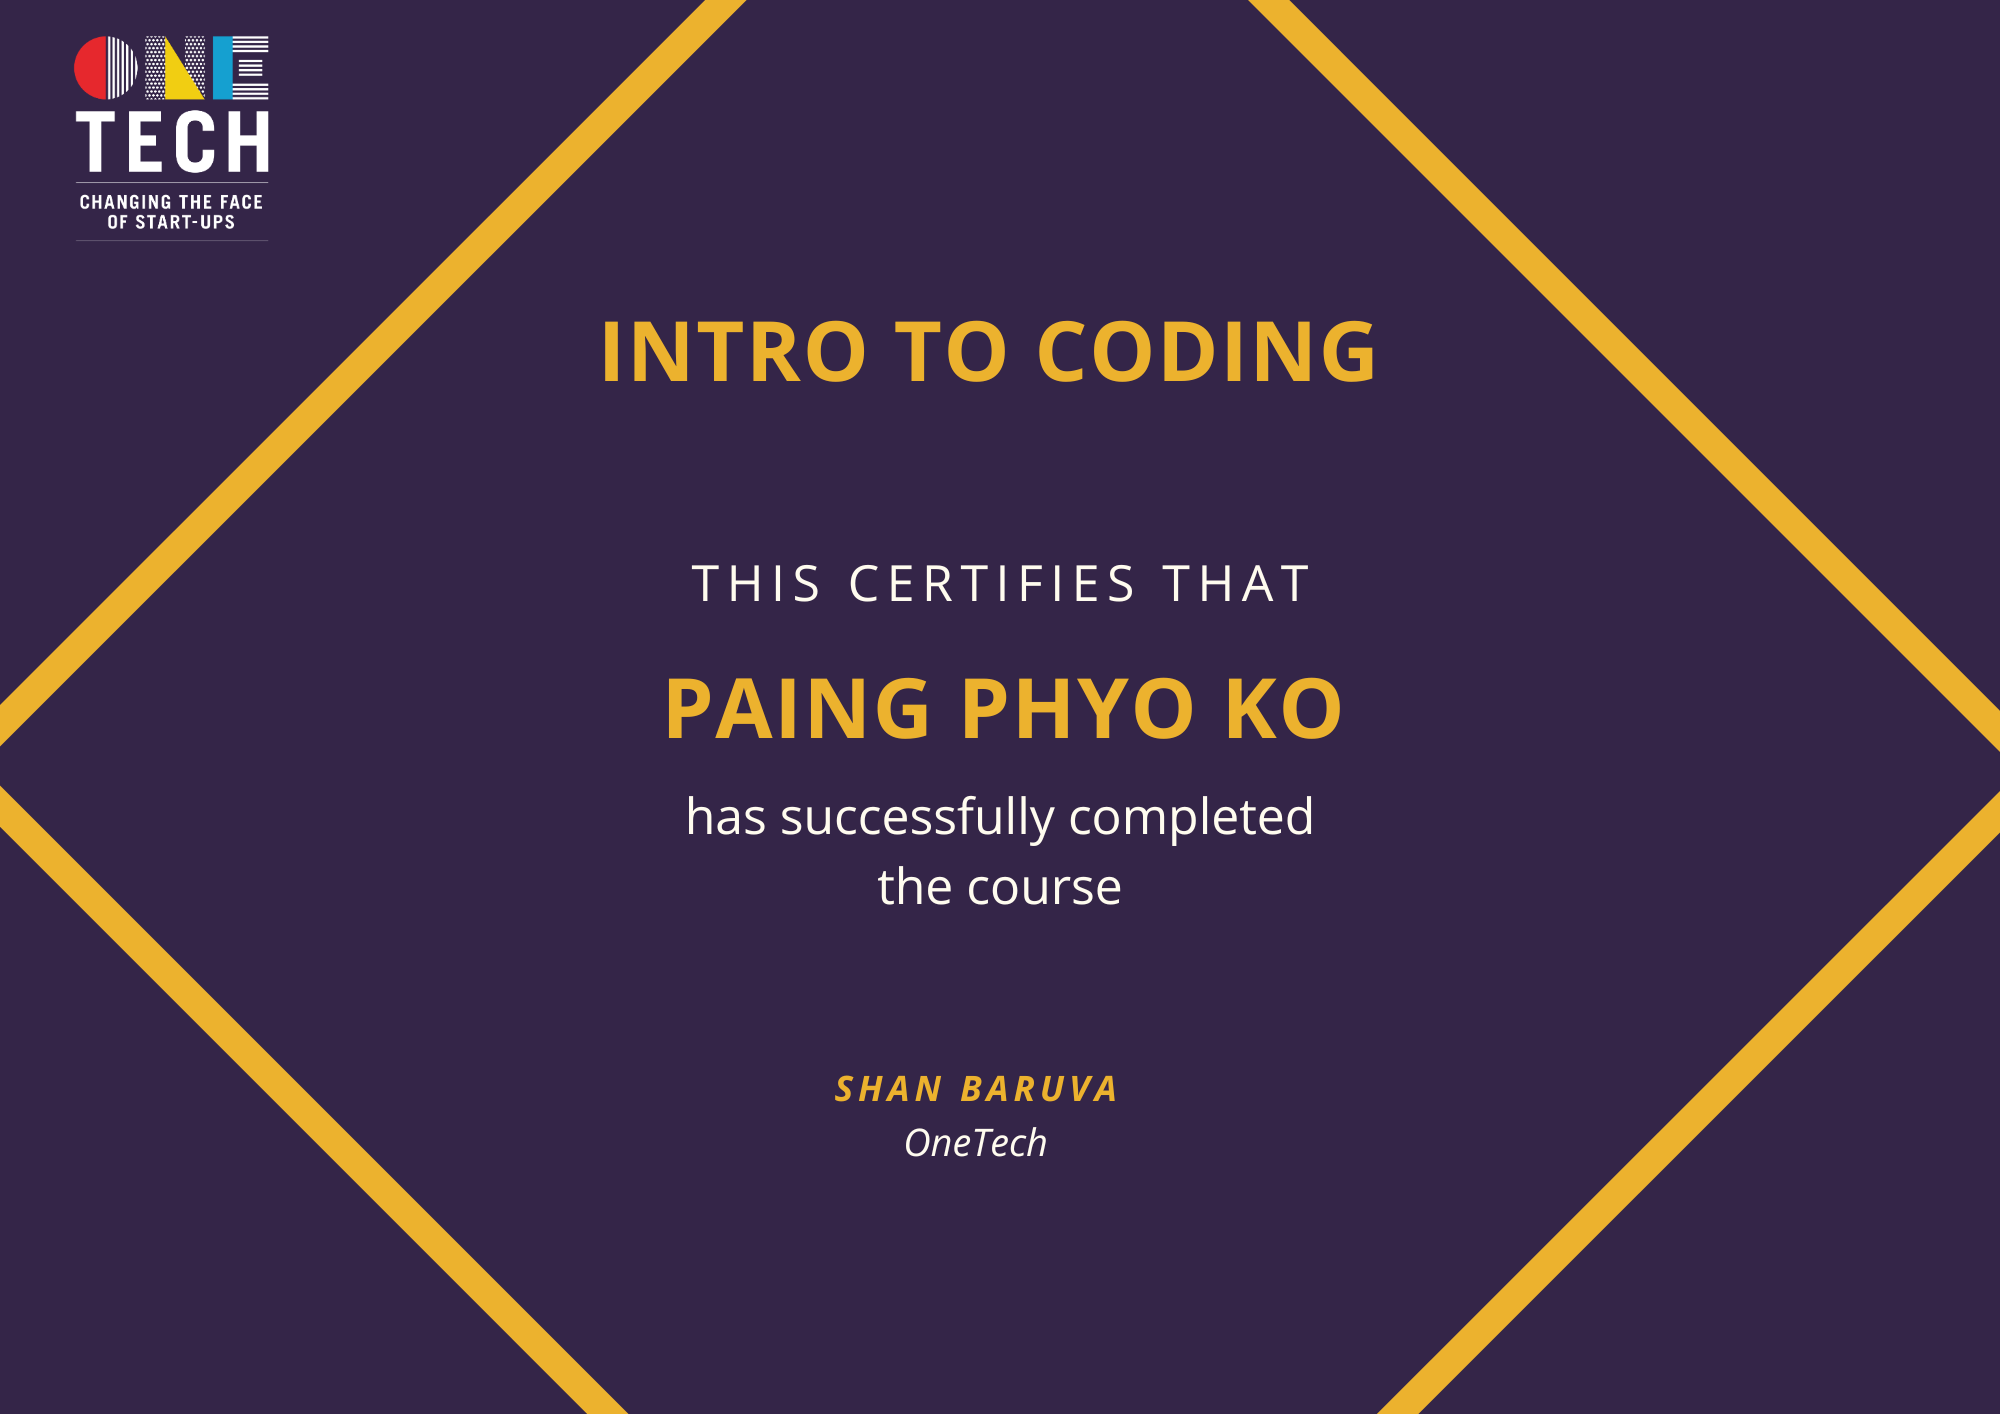 ONE
TECH
CHANGING THE FACE
OF START-UPS
INTRO TO CODING
THIS CERTIFIES THAT
PAING PHYO KO
has successfully completed
the course
SHAN BARUVA
OneTech